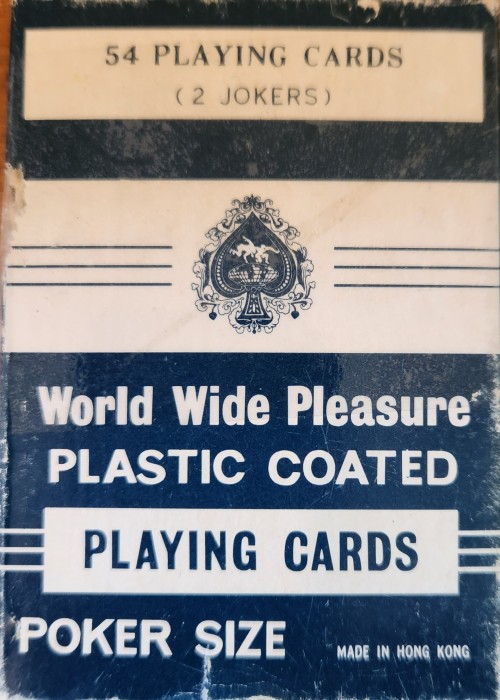 54 PLAYING CARDS
(2 JOKERS)
World Wide Pleasure
PLASTIC COATED
PLAYING CARDS
POKER SIZE
MADE IN HONG KONG